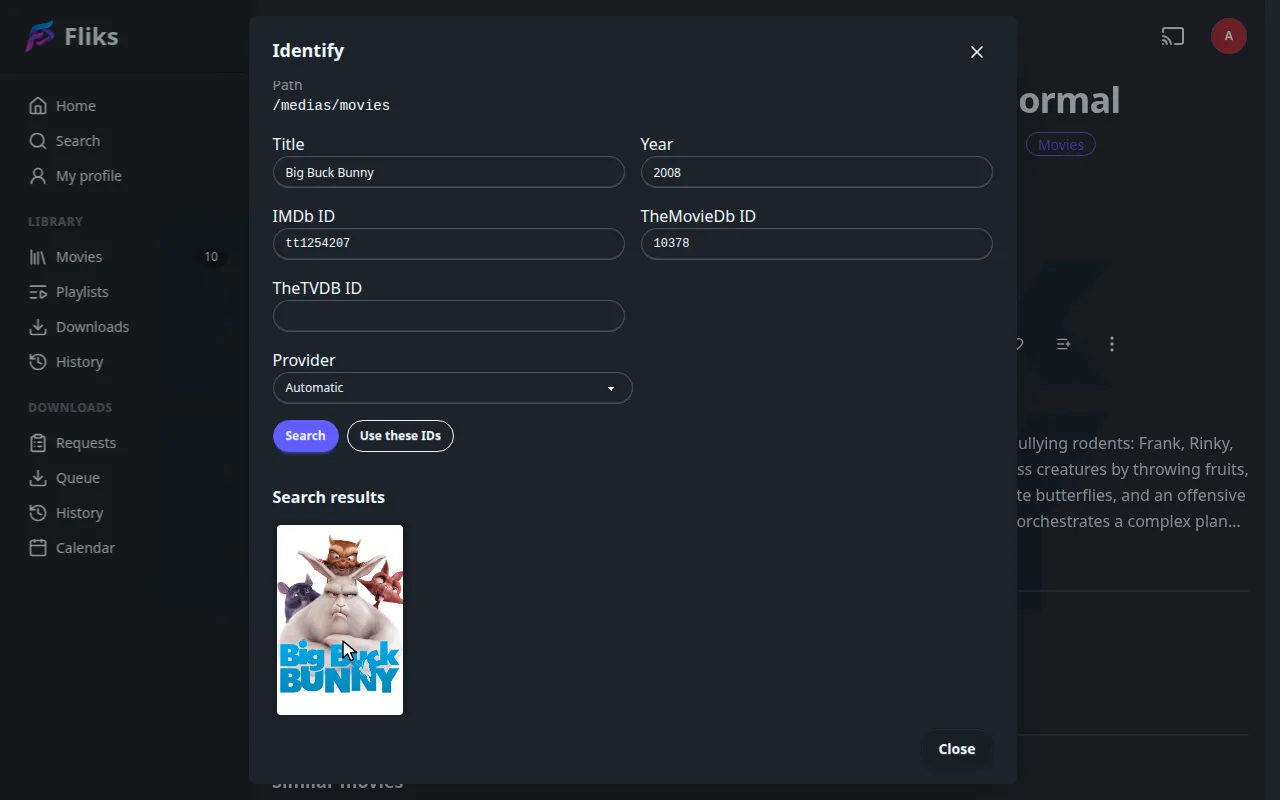 Fliks
Home
Search
My profile
LIBRARY
Movies
10
Playlists
Downloads
History
DOWNLOADS
Requests
Queue
History
Calendar
Identify
Path
/medias/movies
Title
Year
Big Buck Bunny
2008
IMDb ID
TheMovieDb ID
tt1254207
10378
TheTVDB ID
Provider
Automatic
Search
Use these IDs
Search results
Big Buck
BUNNY
Close
A
ormal
Movies
ullying rodents: Frank, Rinky,
ss creatures by throwing fruits,
te butterflies, and an offensive
orchestrates a complex plan...
Similar movies